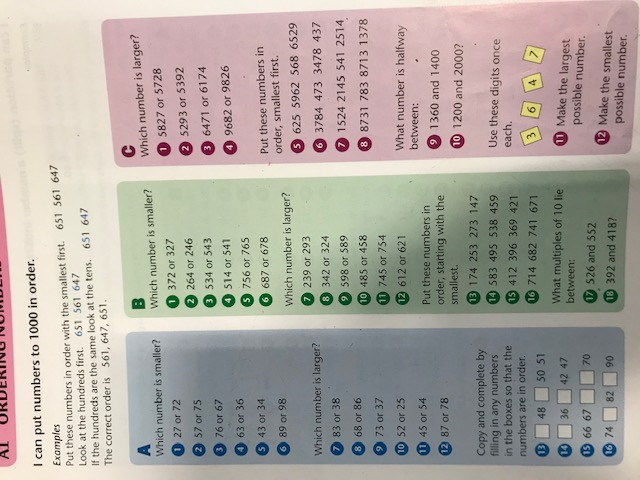 A1 ORDERING NUMBERS
I can put numbers to 1000 in order.
Examples
Put these numbers in order with the smallest first. 651 561 647
Look at the hundreds first. 651 561 647
If the hundreds are the same look at the tens. 651 647
The correct order is 561, 647, 651.
A
Which number is smaller?
1 27 or 72
2 57 or 75
3 76 or 67
4 63 or 36
5 43 or 34
6 89 or 98
Which number is larger?
7 83 or 38
8 68 or 86
9 73 or 37
10 52 or 25
11 45 or 54
12 87 or 78
Copy and complete by
filling in any numbers
in the boxes so that the
numbers are in order.
13 48 50 51
14 36 42 47
15 66 67 70
16 74 82 90
B
Which number is smaller?
1 372 or 327
2 264 or 246
3 534 or 543
4 514 or 541
5 756 or 765
6 687 or 678
Which number is larger?
7 239 or 293
8 342 or 324
9 598 or 589
10 485 or 458
11 745 or 754
12 612 or 621
Put these numbers in
order, starting with the
smallest.
13 174 253 273 147
14 583 495 538 459
15 412 396 369 421
16 714 682 741 671
What multiples of 10 lie
between:
17 526 and 552
18 392 and 418?
C
Which number is larger?
1 5827 or 5728
2 5293 or 5392
3 6471 or 6174
4 9682 or 9826
Put these numbers in
order, smallest first.
5 625 5962 568 6529
6 3784 473 3478 437
7 1524 2145 541 2514
8 8731 783 8713 1378
What number is halfway
between:
9 1360 and 1400
10 1200 and 2000?
Use these digits once
each.
3 6 4 7
11 Make the largest
possible number.
12 Make the smallest
possible number.